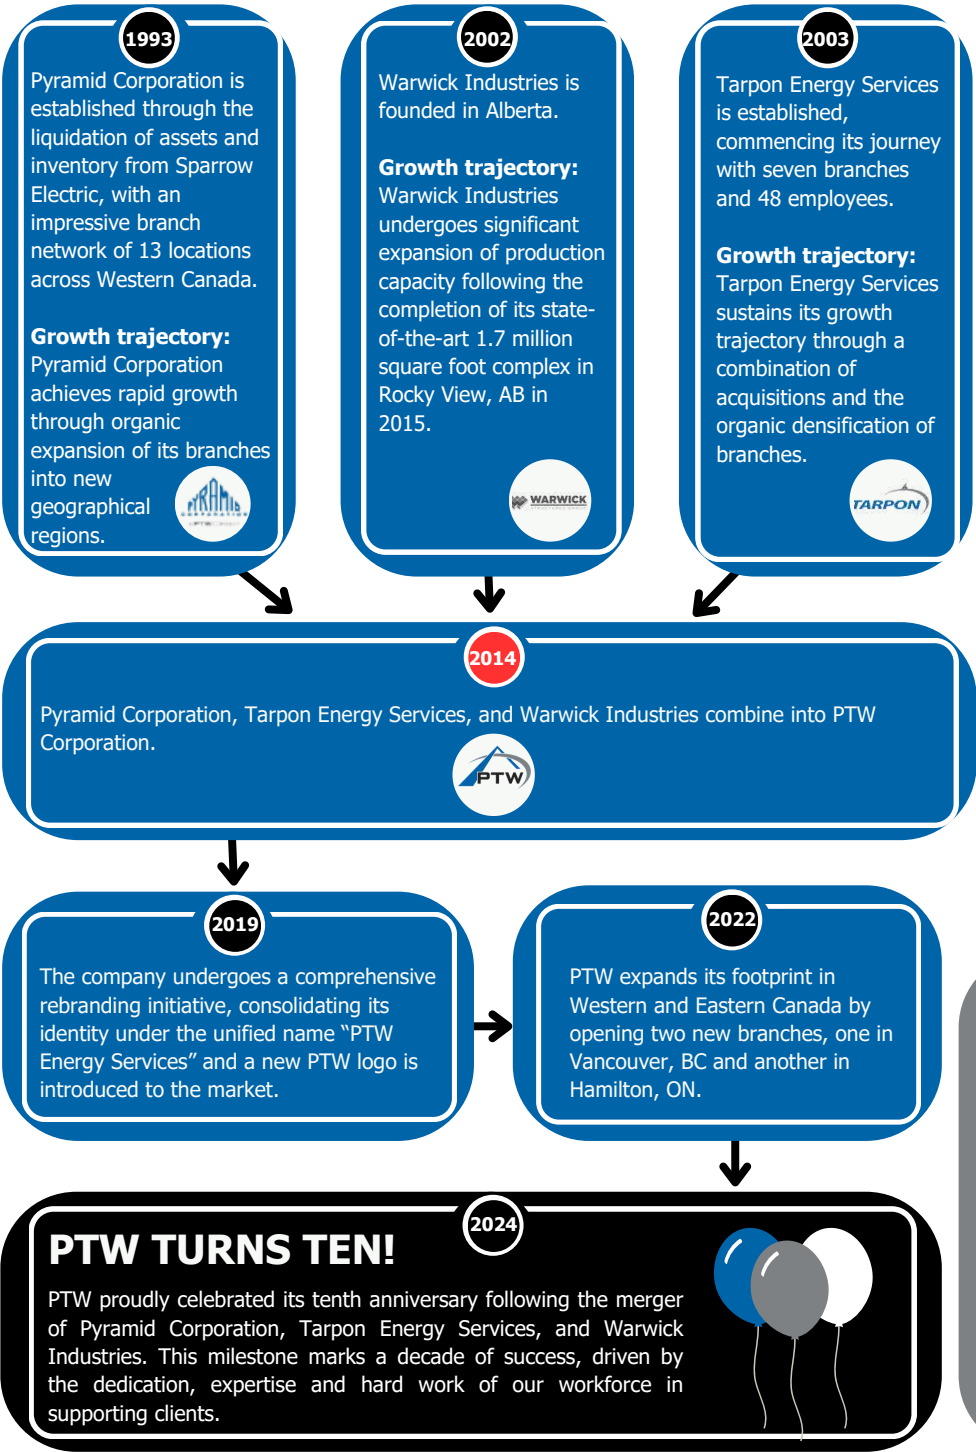 1993
Pyramid Corporation is
established through the
liquidation of assets and
inventory from Sparrow
Electric, with an
impressive branch
network of 13 locations
across Western Canada.
Growth trajectory:
Pyramid Corporation
achieves rapid growth
through organic
expansion of its branches
into new
geographical
regions.
PYRAMID
CORPORATION
2002
Warwick Industries is
founded in Alberta.
Growth trajectory:
Warwick Industries
undergoes significant
expansion of production
capacity following the
completion of its state-
of-the-art 1.7 million
square foot complex in
Rocky View, AB in
2015.
WARWICK
2003
Tarpon Energy Services
is established,
commencing its journey
with seven branches
and 48 employees.
Growth trajectory:
Tarpon Energy Services
sustains its growth
trajectory through a
combination of
acquisitions and the
organic densification of
branches.
TARPON
2014
Pyramid Corporation, Tarpon Energy Services, and Warwick Industries combine into PTW
Corporation.
PTW
2019
The company undergoes a comprehensive
rebranding initiative, consolidating its
identity under the unified name “PTW
Energy Services” and a new PTW logo is
introduced to the market.
2022
PTW expands its footprint in
Western and Eastern Canada by
opening two new branches, one in
Vancouver, BC and another in
Hamilton, ON.
2024
PTW TURNS TEN!
PTW proudly celebrated its tenth anniversary following the merger
of Pyramid Corporation, Tarpon Energy Services, and Warwick
Industries. This milestone marks a decade of success, driven by
the dedication, expertise and hard work of our workforce in
supporting clients.